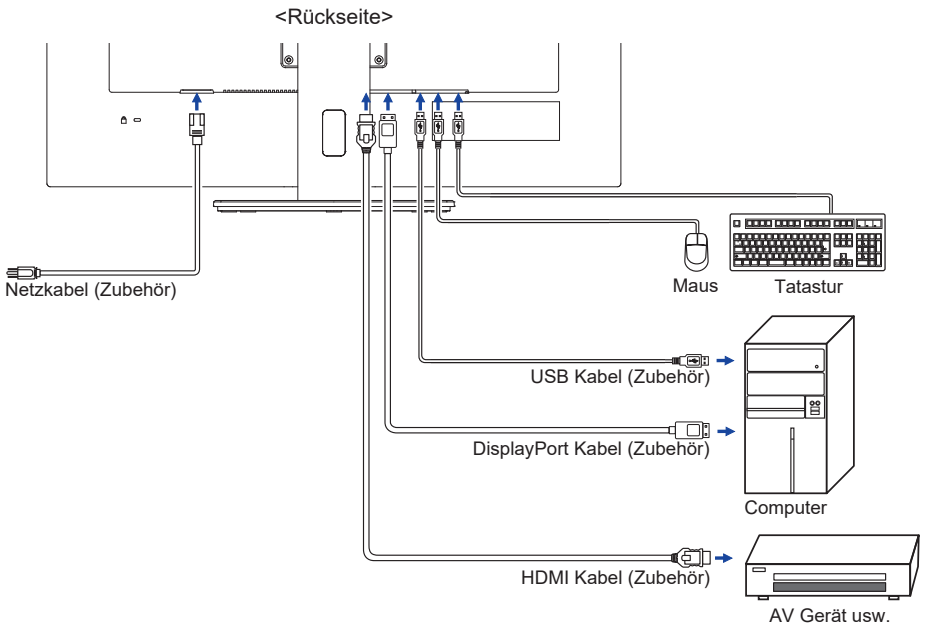 <Rückseite>
Netzkabel (Zubehör)
Maus
Tatastur
USB Kabel (Zubehör)
DisplayPort Kabel (Zubehör)
Computer
HDMI Kabel (Zubehör)
AV Gerät usw.